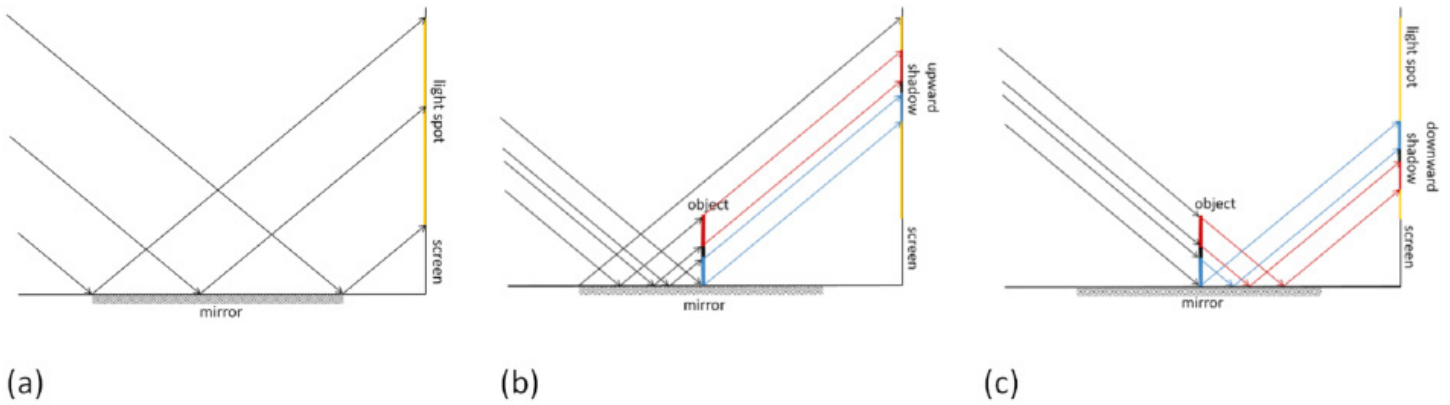 light spot
screen
mirror
(a)
object
upward
shadow
screen
mirror
(b)
object
light spot
downward
shadow
screen
mirror
(c)